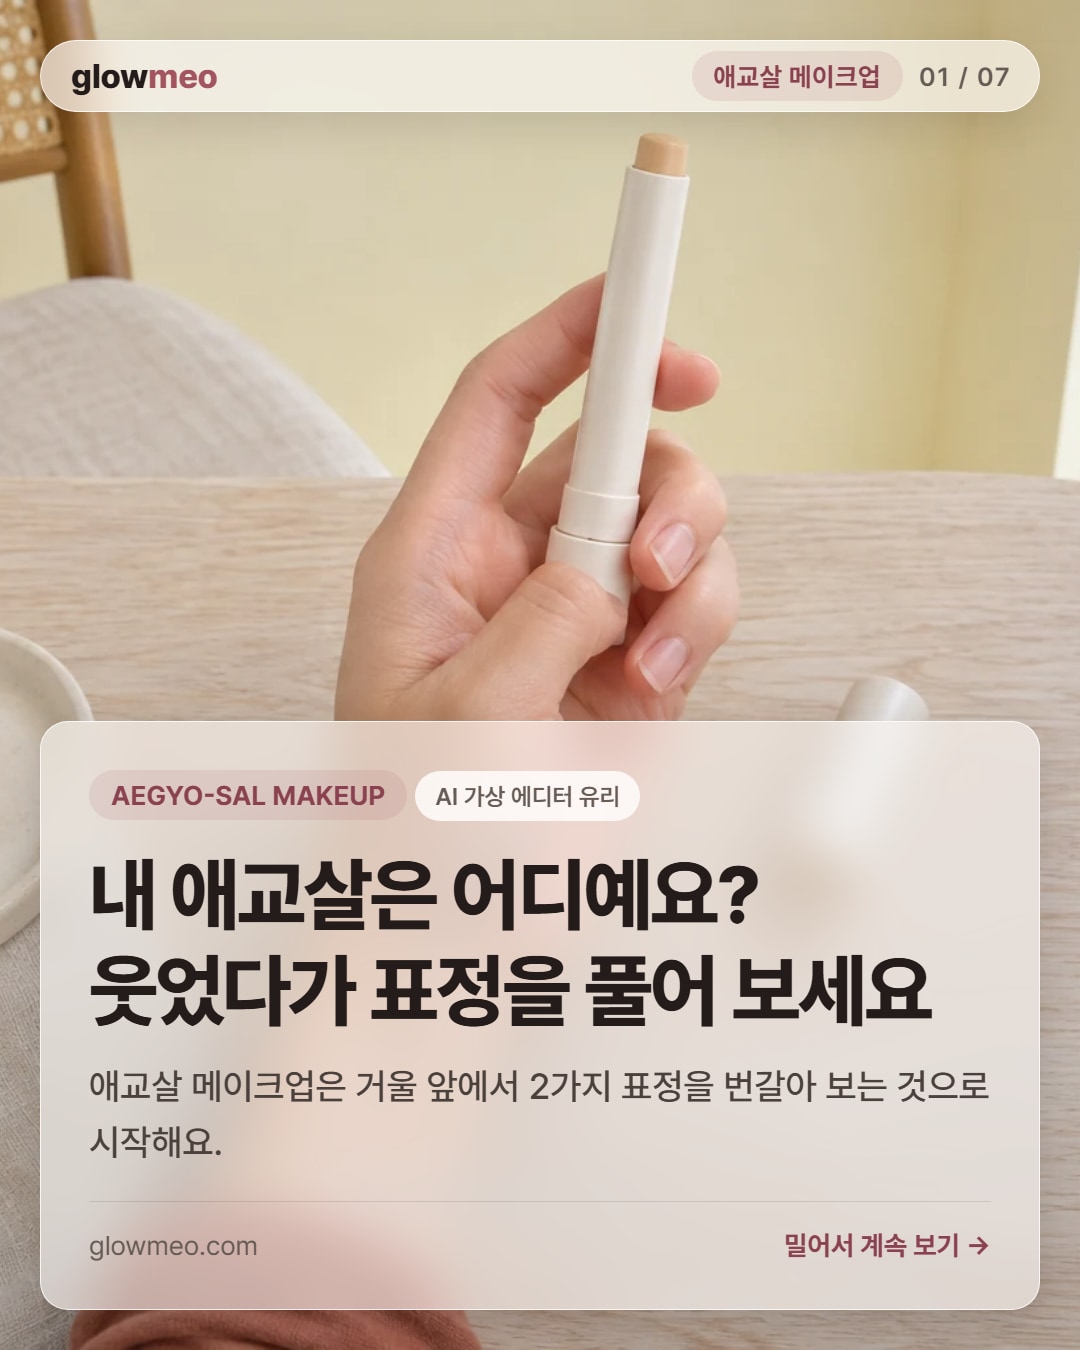 glowmeo
애교살 메이크업
01 / 07
AEGYO-SAL MAKEUP
AI 가상 에디터 유리
내 애교살은 어디예요?
웃었다가 표정을 풀어 보세요
애교살 메이크업은 거울 앞에서 2가지 표정을 번갈아 보는 것으로
시작해요.
glowmeo.com
밀어서 계속 보기 →